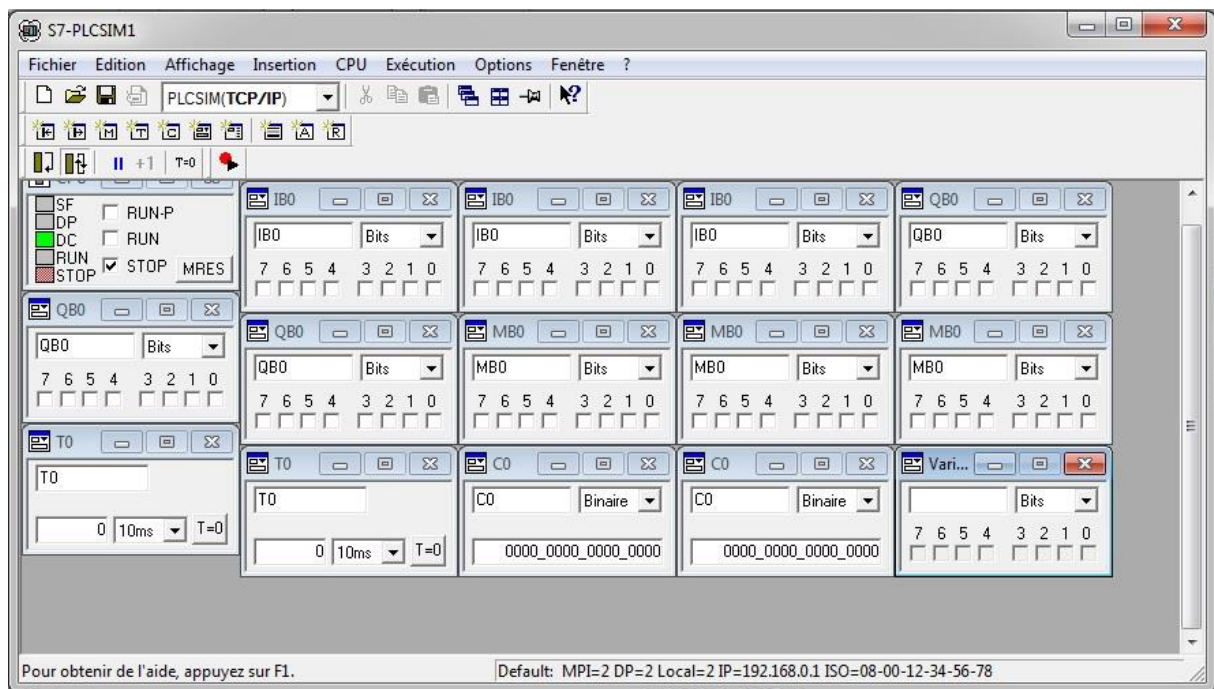 S7-PLCSIM1
Fichier Edition Affichage Insertion CPU Exécution Options Fenêtre ?
PLCSIM(TCP/IP)
+1 T=0
SF
DP
DC
RUN
STOP
RUN-P
RUN
STOP MRES
IB0
IB0 Bits
7 6 5 4 3 2 1 0
IB0
IB0 Bits
7 6 5 4 3 2 1 0
IB0
IB0 Bits
7 6 5 4 3 2 1 0
QB0
QB0 Bits
7 6 5 4 3 2 1 0
QB0
QB0 Bits
7 6 5 4 3 2 1 0
QB0
QB0 Bits
7 6 5 4 3 2 1 0
MB0
MB0 Bits
7 6 5 4 3 2 1 0
MB0
MB0 Bits
7 6 5 4 3 2 1 0
MB0
MB0 Bits
7 6 5 4 3 2 1 0
T0
T0
0 10ms T=0
T0
T0
0 10ms T=0
C0
C0 Binaire
0000_0000_0000_0000
C0
C0 Binaire
0000_0000_0000_0000
Vari...
Bits
7 6 5 4 3 2 1 0
Pour obtenir de l'aide, appuyez sur F1.
Default: MPI=2 DP=2 Local=2 IP=192.168.0.1 ISO=08-00-12-34-56-78